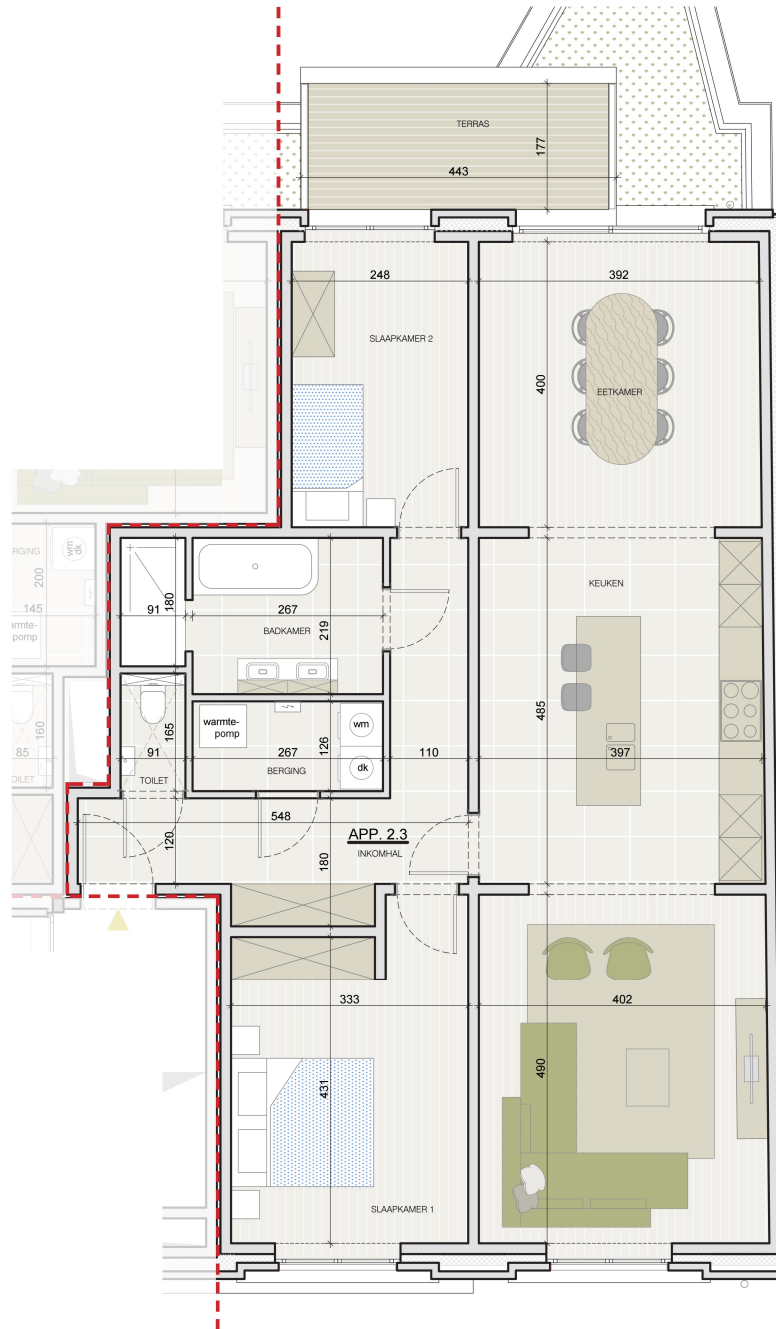 TERRAS
177
443
248
392
SLAAPKAMER 2
400
EETKAMER
KEUKEN
wm
dk
200
145
pomp
180
91
267
BADKAMER
219
485
warmte-
pomp
wm
165
126
91
267
110
397
160
85
dk
TOILET
BERGING
548
APP. 2.3
INKOMHAL
120
180
333
402
431
490
SLAAPKAMER 1